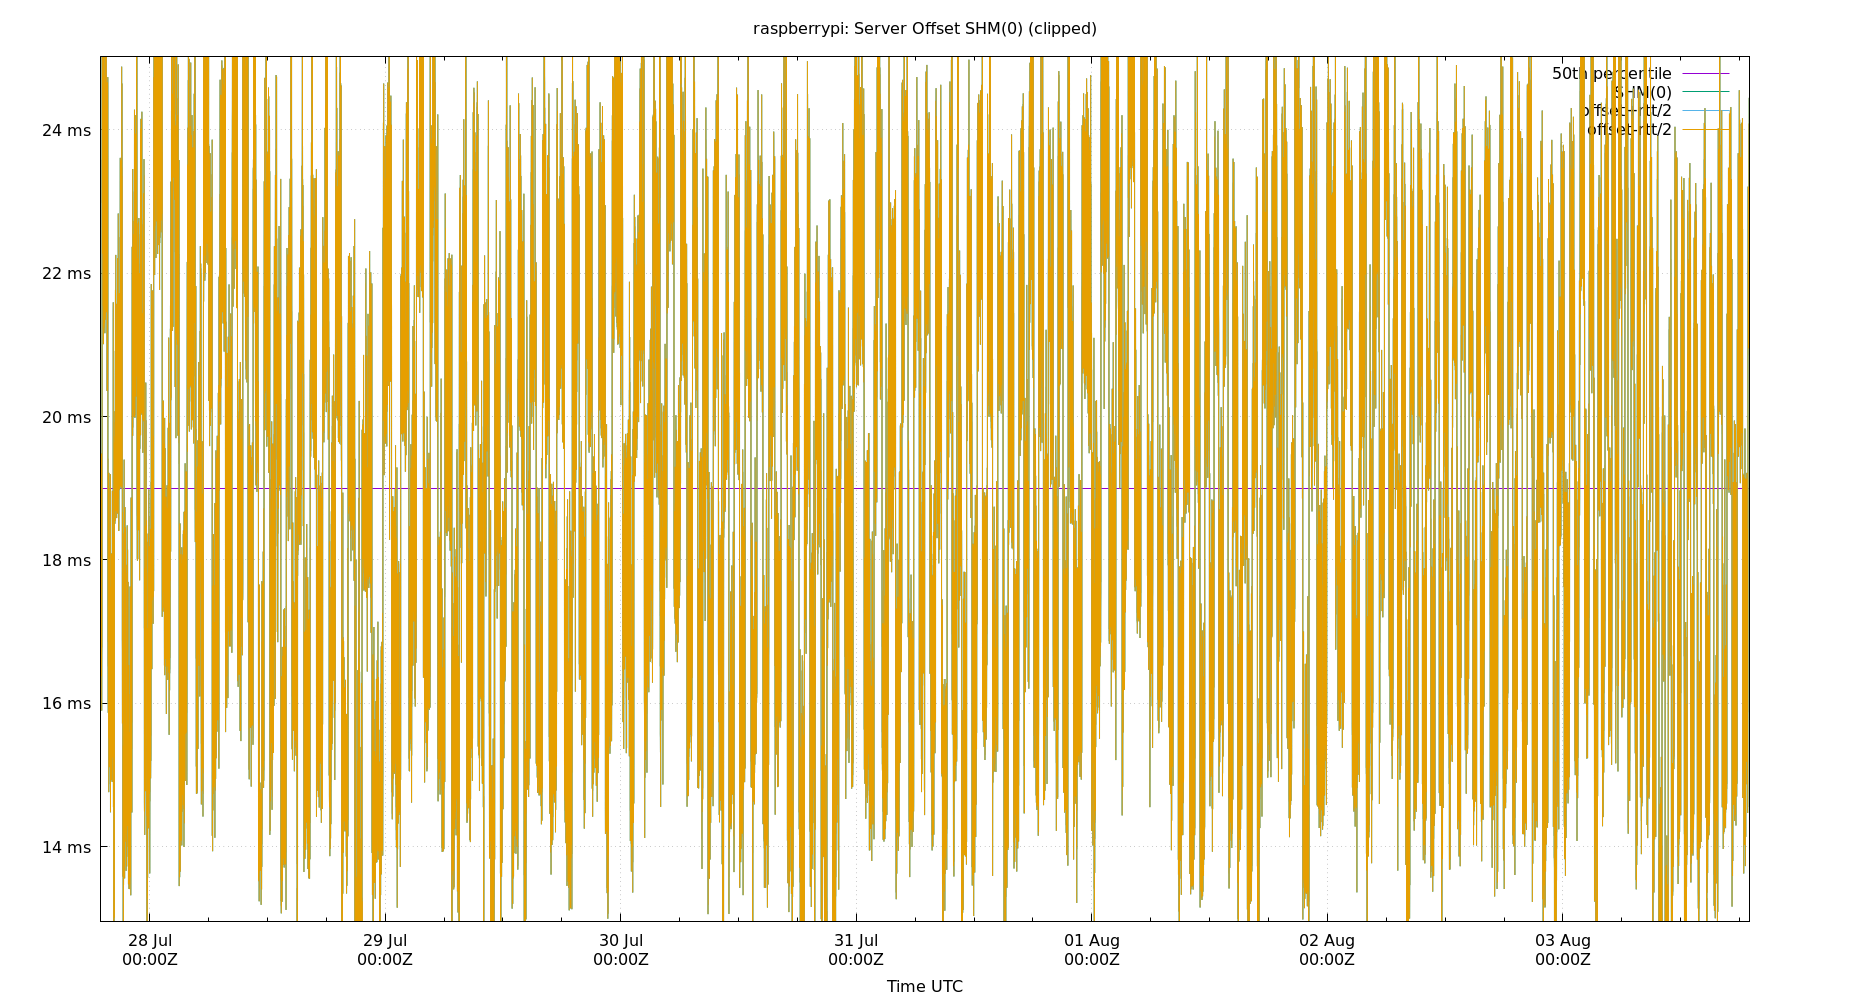 raspberrypi: Server Offset SHM(0) (clipped)
50th percentile
SHM(0)
offset+rtt/2
offset-rtt/2
24 ms
22 ms
20 ms
18 ms
16 ms
14 ms
28 Jul
00:00Z
29 Jul
00:00Z
30 Jul
00:00Z
31 Jul
00:00Z
01 Aug
00:00Z
02 Aug
00:00Z
03 Aug
00:00Z
Time UTC